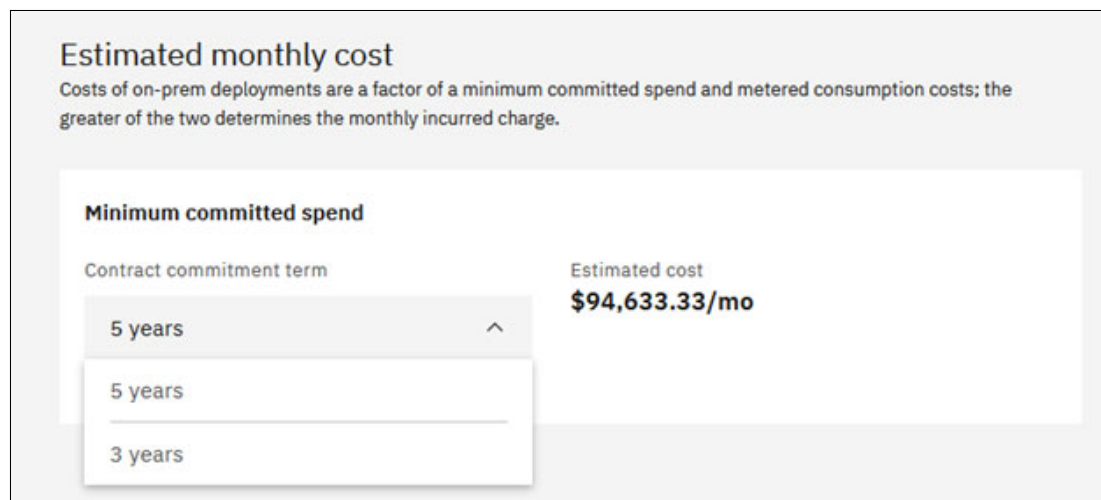 Estimated monthly cost
Costs of on-prem deployments are a factor of a minimum committed spend and metered consumption costs; the
greater of the two determines the monthly incurred charge.
Minimum committed spend
Contract commitment term
Estimated cost
$94,633.33/mo
5 years
5 years
3 years